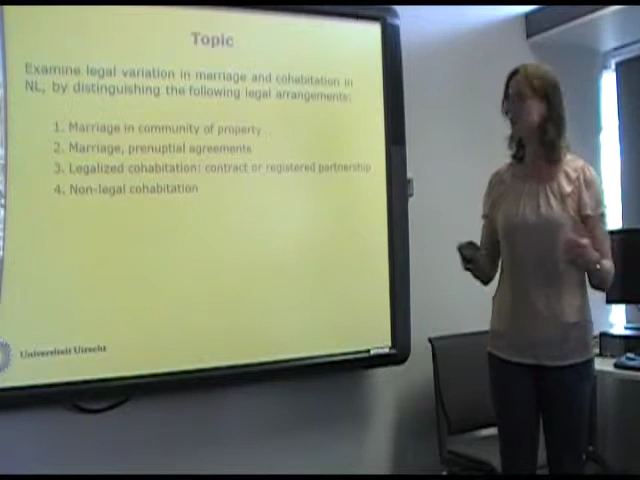 Topic
Examine legal variation in marriage and cohabitation in
NL, by distinguishing the following legal arrangements:
1. Marriage in community of property
2. Marriage, prenuptial agreements
3. Legalized cohabitation: contract or registered partnership
4. Non-legal cohabitation
Universiteit Utrecht